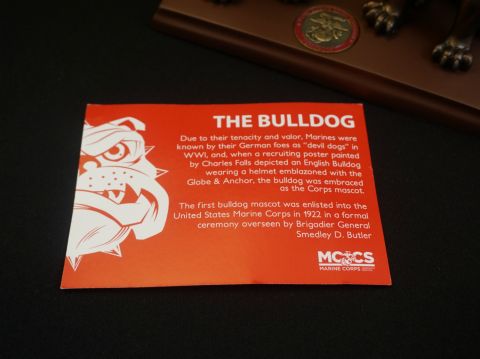 THE BULLDOG
Due to their tenacity and valor, Marines were
known by their German foes as "devil dogs" in
WWI, and, when a recruiting poster painted
by Charles Falls depicted an English Bulldog
wearing a helmet emblazoned with the
Globe & Anchor, the bulldog was embraced
as the Corps mascot.
The first bulldog mascot was enlisted into the
United States Marine Corps in 1922 in a formal
ceremony overseen by Brigadier General
Smedley D. Butler
MCCS
MARINE CORPS